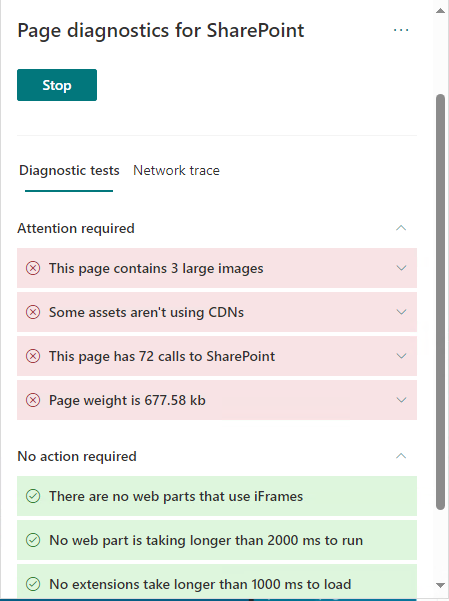 Page diagnostics for SharePoint
Stop
Diagnostic tests Network trace
Attention required
This page contains 3 large images
Some assets aren't using CDNs
This page has 72 calls to SharePoint
Page weight is 677.58 kb
No action required
There are no web parts that use iFrames
No web part is taking longer than 2000 ms to run
No extensions take longer than 1000 ms to load